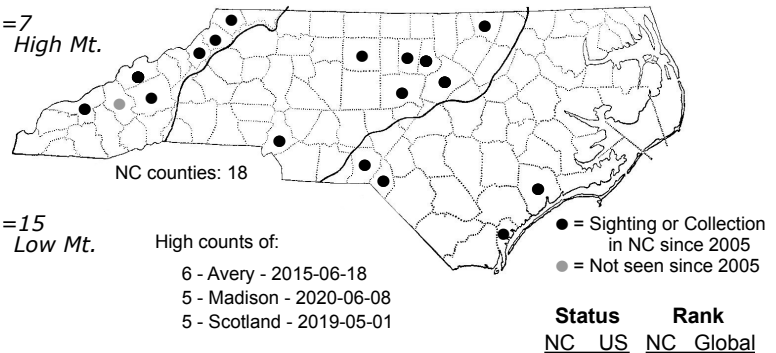 =7
High Mt.
NC counties: 18
=15
Low Mt.
High counts of:
6 - Avery - 2015-06-18
5 - Madison - 2020-06-08
5 - Scotland - 2019-05-01
= Sighting or Collection
in NC since 2005
= Not seen since 2005
Status Rank
NC US NC Global